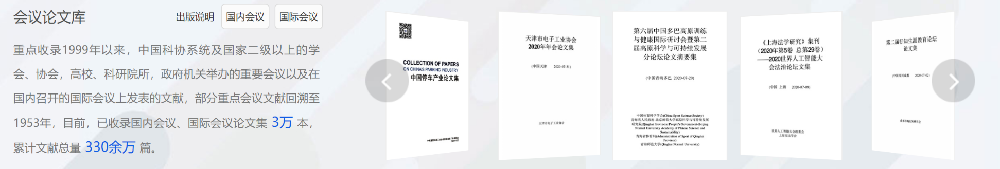 会议论文库
出版说明
国内会议
国际会议
重点收录1999年以来，中国科协系统及国家二级以上的学
会、协会，高校、科研院所，政府机关举办的重要会议以及在
国内召开的国际会议上发表的文献，部分重点会议文献回溯至
1953年，目前，已收录国内会议、国际会议论文集 3万 本，
累计文献总量 330余万 篇。
COLLECTION OF PAPERS
ON CHINA'S PARKING INDUSTRY
中国停车产业论文集
天津市电子工业协会
2020年年会论文集
(中国天津 2020-07-31)
天津市电子工业协会
第六届中国多巴高原训练
与健康国际研讨会暨第二
届高原科学与可持续发展
分论坛论文摘要集
(中国青海多巴 2020-07-20)
中国体育科学学会(China Spot Science Society)
青海省人民政府-北京师范大学高原科学与可持续发展
研究院(Qinghai Provincial People's Government-Beijing
Normal University Academy of Plateau Science and
Sustainability)
青海省体育局(Administration of Sport of Qinghai
Province)
青海师范大学(Qinghai Normal University)
《上海法学研究》集刊
（2020年第5卷 总第29卷）
——2020世界人工智能大
会法治论坛文集
(中国 上海 2020-07-09)
世界人工智能大会组委会
上海市法学会
第二届行知生涯教育论坛
论文集
(中国四川成都 2020-07-02)